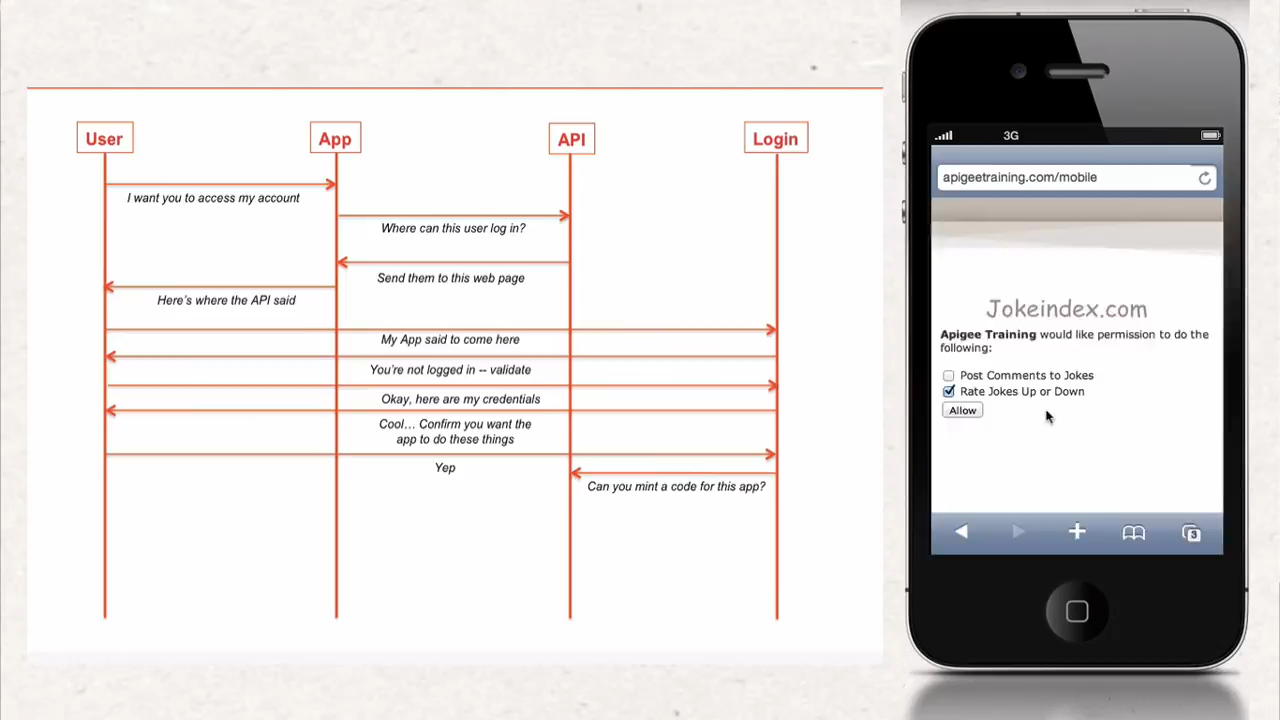 User
App
API
Login
I want you to access my account
Where can this user log in?
Send them to this web page
Here's where the API said
My App said to come here
You're not logged in -- validate
Okay, here are my credentials
Cool... Confirm you want the
app to do these things
Yep
Can you mint a code for this app?
3G
apigeetraining.com/mobile
Jokeindex.com
Apigee Training would like permission to do the
following:
Post Comments to Jokes
Rate Jokes Up or Down
Allow
3